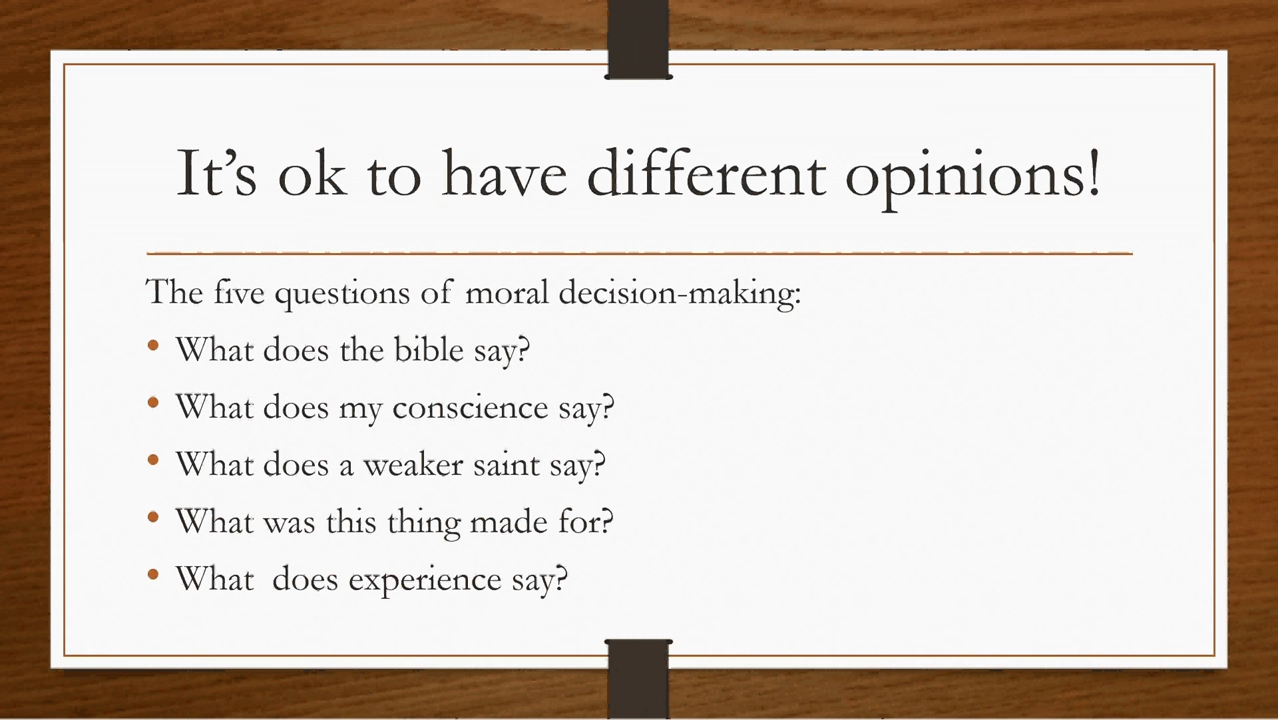 It’s ok to have different opinions!
The five questions of moral decision-making:
• What does the bible say?
• What does my conscience say?
• What does a weaker saint say?
• What was this thing made for?
• What  does experience say?